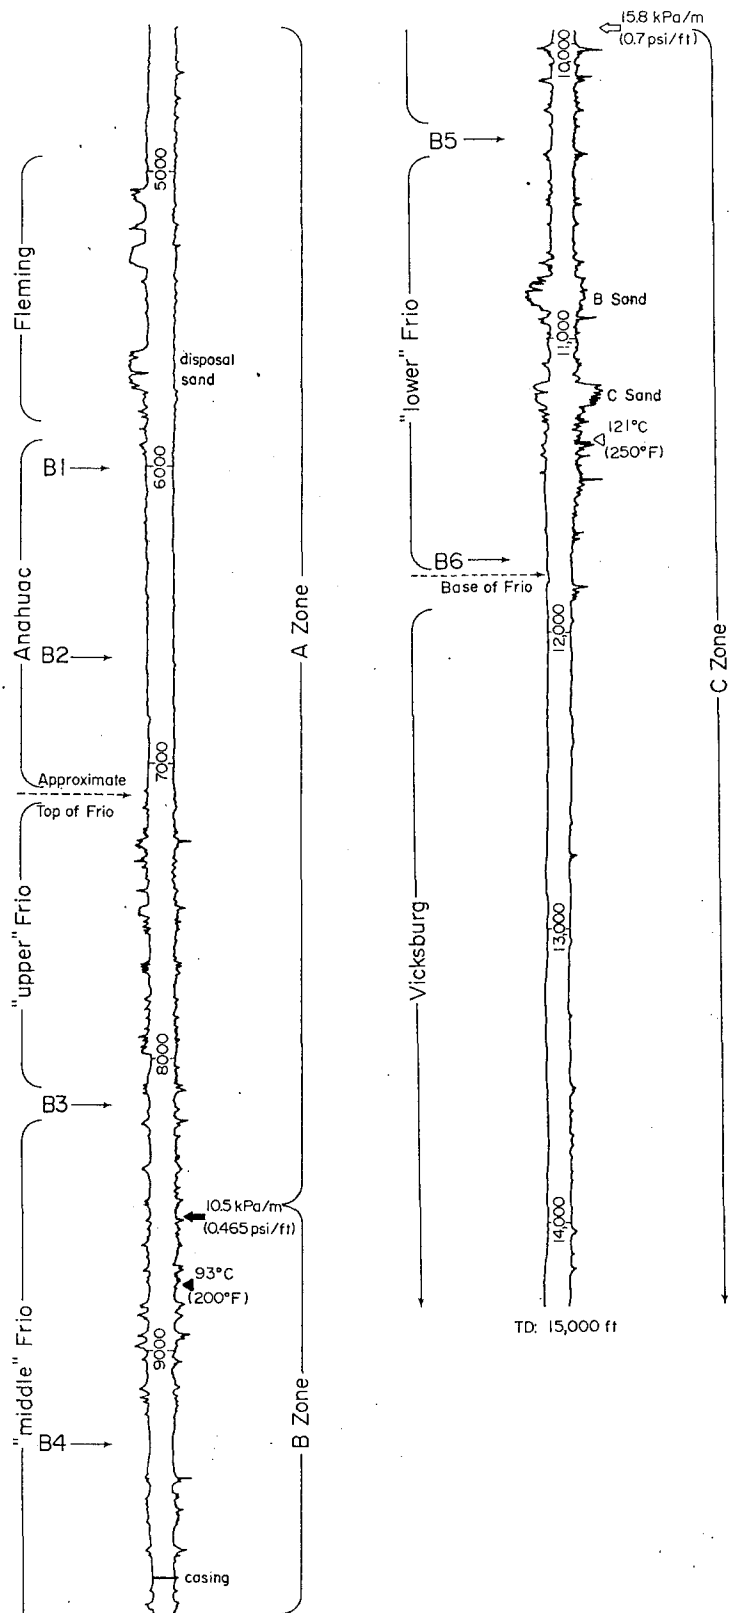 5000
Fleming
disposal
sand
B1
6000
Anahuac
A Zone
B2
7000
Approximate
Top of Frio
"upper" Frio
8000
B3
10.5 kPa/m
(0.465 psi/ft)
93°C
(200°F)
9000
"middle" Frio
B4
B Zone
casing
15.8 kPa/m
(0.7 psi/ft)
10,000
B5
B Sand
11,000
"lower" Frio
C Sand
121°C
(250°F)
B6
Base of Frio
12,000
C Zone
13,000
Vicksburg
14,000
TD: 15,000 ft